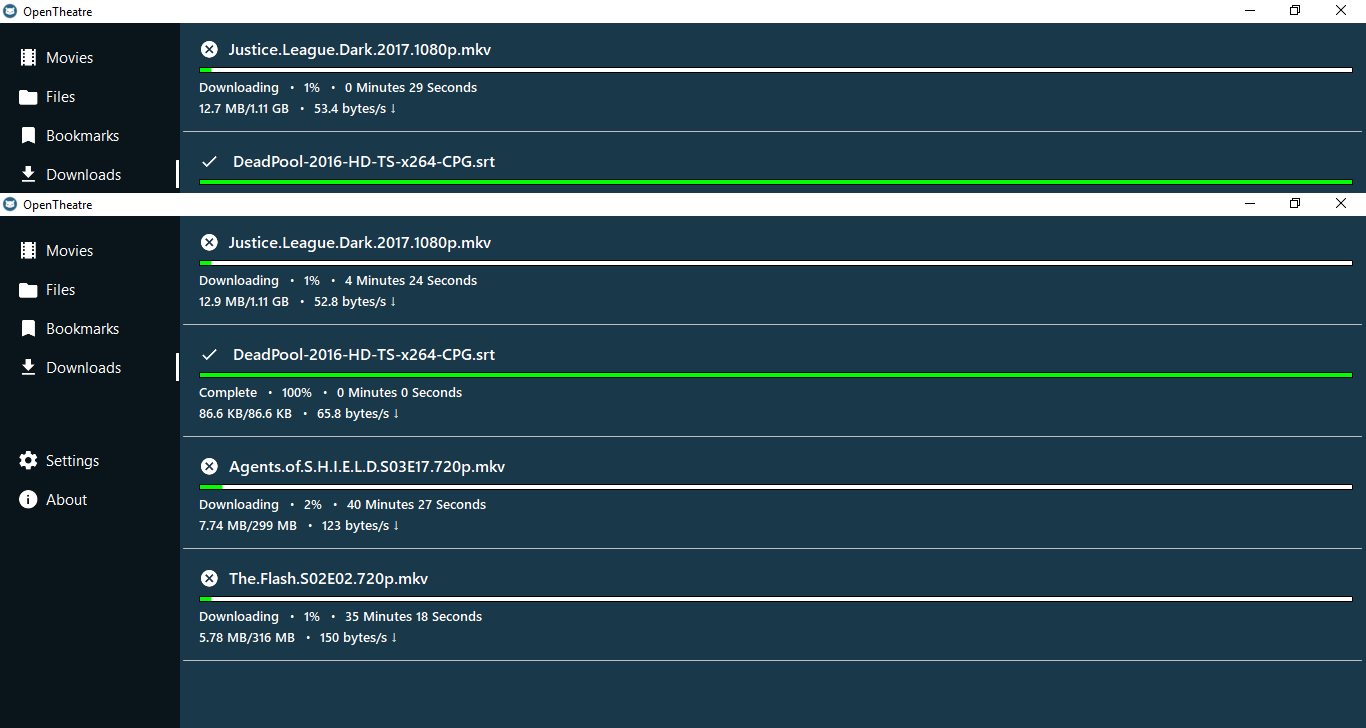 OpenTheatre
Movies
Files
Bookmarks
Downloads
Justice.League.Dark.2017.1080p.mkv
Downloading • 1% • 0 Minutes 29 Seconds
12.7 MB/1.11 GB • 53.4 bytes/s ↓
DeadPool-2016-HD-TS-x264-CPG.srt
OpenTheatre
Movies
Files
Bookmarks
Downloads
Settings
About
Justice.League.Dark.2017.1080p.mkv
Downloading • 1% • 4 Minutes 24 Seconds
12.9 MB/1.11 GB • 52.8 bytes/s ↓
DeadPool-2016-HD-TS-x264-CPG.srt
Complete • 100% • 0 Minutes 0 Seconds
86.6 KB/86.6 KB • 65.8 bytes/s ↓
Agents.of.S.H.I.E.L.D.S03E17.720p.mkv
Downloading • 2% • 40 Minutes 27 Seconds
7.74 MB/299 MB • 123 bytes/s ↓
The.Flash.S02E02.720p.mkv
Downloading • 1% • 35 Minutes 18 Seconds
5.78 MB/316 MB • 150 bytes/s ↓